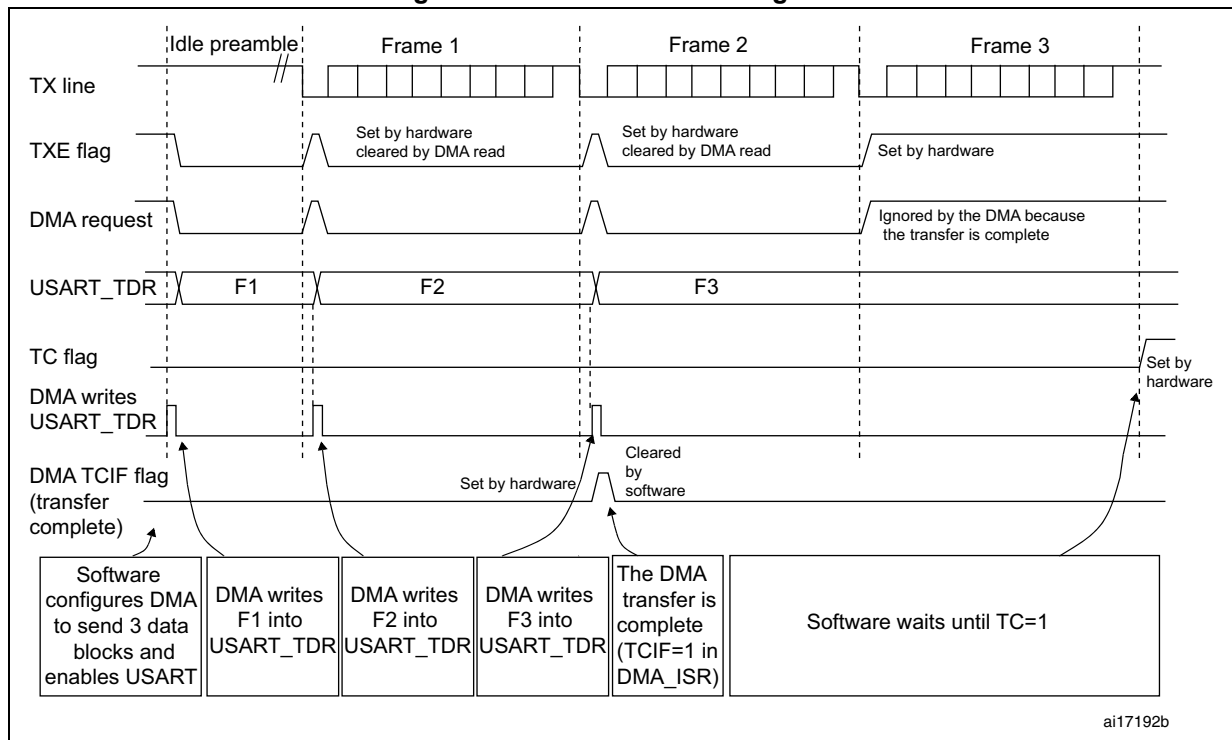 Idle preamble
Frame 1
Frame 2
Frame 3
TX line
TXE flag
Set by hardware
cleared by DMA read
Set by hardware
cleared by DMA read
Set by hardware
DMA request
Ignored by the DMA because
the transfer is complete
USART_TDR
F1
F2
F3
TC flag
Set by
hardware
DMA writes
USART_TDR
DMA TCIF flag
(transfer
complete)
Set by hardware
Cleared
by
software
Software
configures DMA
to send 3 data
blocks and
enables USART
DMA writes
F1 into
USART_TDR
DMA writes
F2 into
USART_TDR
DMA writes
F3 into
USART_TDR
The DMA
transfer is
complete
(TCIF=1 in
DMA_ISR)
Software waits until TC=1
ai17192b